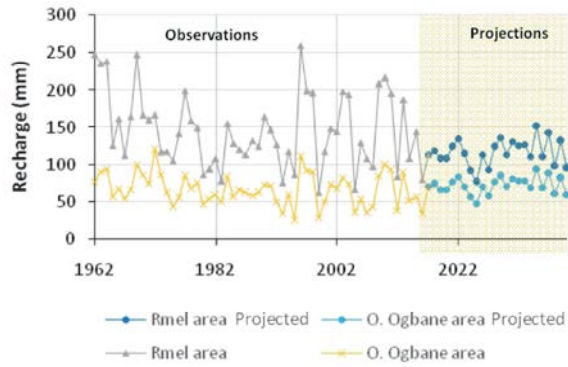 300
250
200
150
100
50
0
Recharge (mm)
Observations
Projections
1962
1982
2002
2022
Rmel area Projected
O. Ogbane area Projected
Rmel area
O. Ogbane area